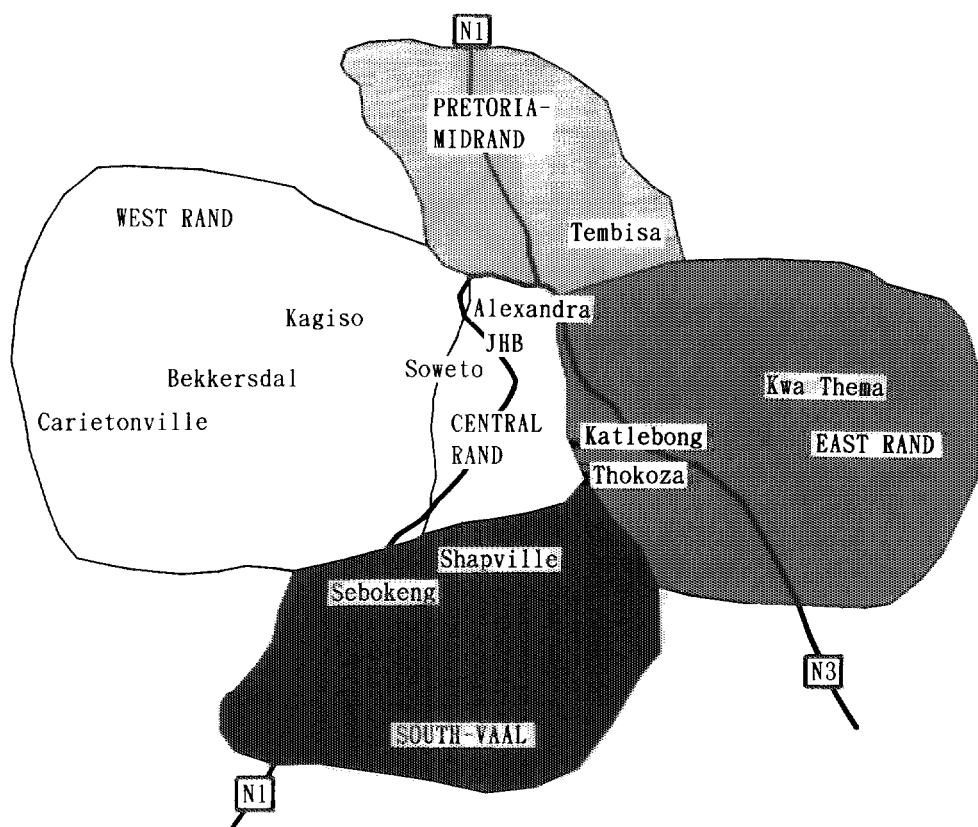 N1
PRETORIA-
MIDRAND
WEST RAND
Tembisa
Alexandra
Kagiso
JHB
Soweto
Bekkersdal
Kwa Thema
Carietonville
CENTRAL
RAND
Katlebong
EAST RAND
Thokoza
Shapville
Sebokeng
N3
SOUTH-VAAL
N1